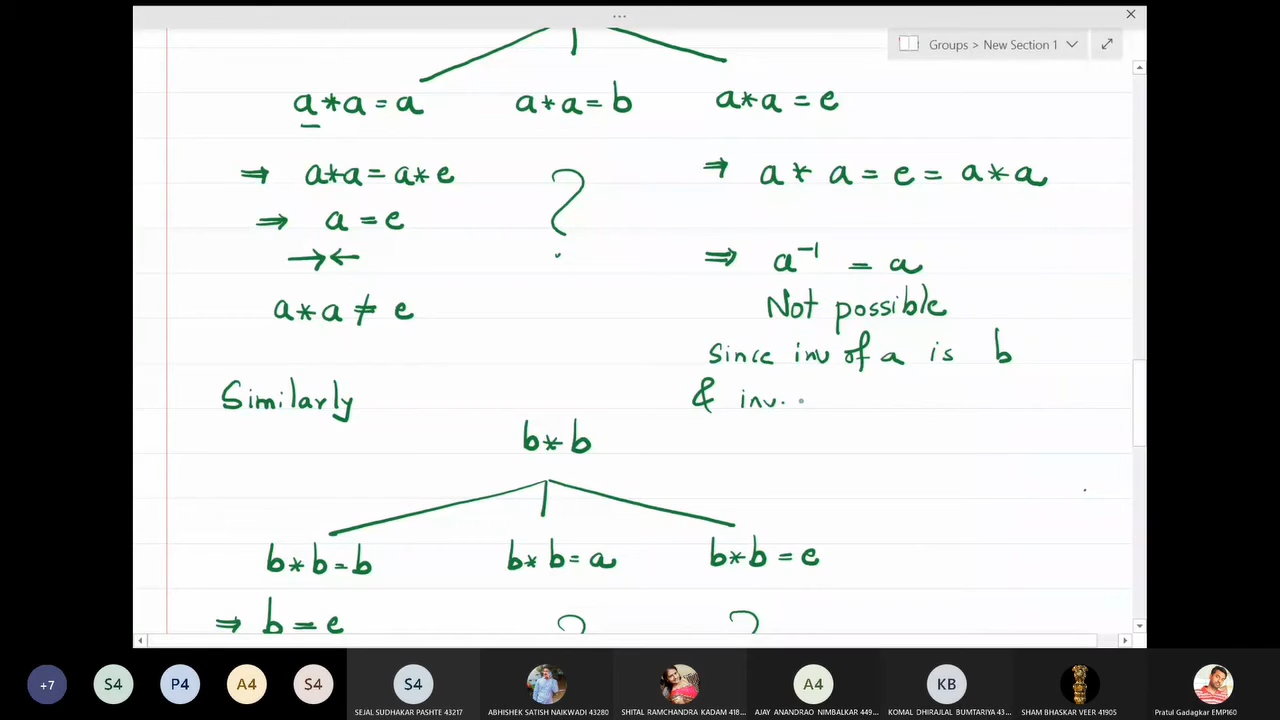 Groups > New Section 1
a*a=a a*a=b a*a=e
⇒ a*a=a*e ? ⇒ a*a=e=a*a
⇒ a=e
→← ⇒ a⁻¹ = a
a*a ≠ e Not possible
since inv of a is b
Similarly & inv.
b*b
b*b=b b*b=a b*b=e
⇒ b=e ? ?
+7 S4 P4 A4 S4 S4 A4 KB
SEJAL SUDHAKAR PASHTE 43217 ABHISHEK SATISH NAIKWADI 43280 SHITAL RAMCHANDRA KADAM 418... AJAY ANANDRAO NIMBALKAR 449... KOMAL DHIRAJLAL BUMTARIYA 43... SHAM BHASKAR VEER 41905 Pratul Gadagkar EMP160